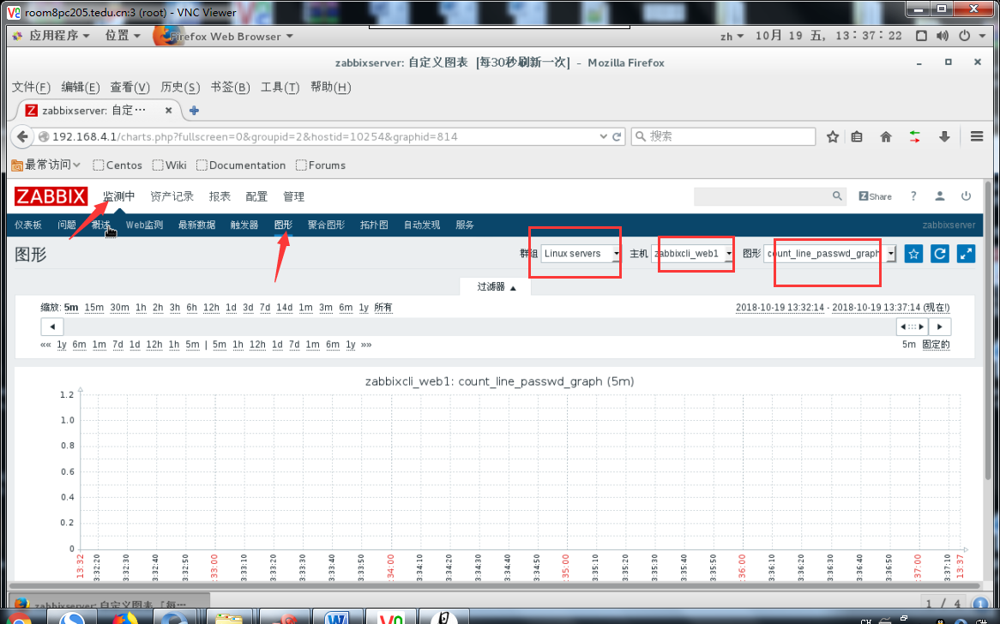 room8pc205.tedu.cn:3 (root) - VNC Viewer
应用程序 位置 Firefox Web Browser zh 10月 19 五, 13∶37∶22
zabbixserver: 自定义图表 [每30秒刷新一次] - Mozilla Firefox
文件(F) 编辑(E) 查看(V) 历史(S) 书签(B) 工具(T) 帮助(H)
zabbixserver: 自定…
192.168.4.1/charts.php?fullscreen=0&groupid=2&hostid=10254&graphid=814 搜索
最常访问 Centos Wiki Documentation Forums
ZABBIX 监测中 资产记录 报表 配置 管理 Z Share ?
仪表板 问题 概述 Web监测 最新数据 触发器 图形 聚合图形 拓扑图 自动发现 服务 zabbixserver
图形 群组 Linux servers 主机 zabbixcli_web1 图形 count_line_passwd_graph
过滤器 ▲
缩放: 5m 15m 30m 1h 2h 3h 6h 12h 1d 3d 7d 14d 1m 3m 6m 1y 所有 2018-10-19 13:32:14 - 2018-10-19 13:37:14 (现在!)
«« 1y 6m 1m 7d 1d 12h 1h 5m | 5m 1h 12h 1d 7d 1m 6m 1y »» 5m 固定的
zabbixcli_web1: count_line_passwd_graph (5m)
1.2
1.0
0.8
0.6
0.4
0.2
0
13:32 3:32:20 3:32:30 3:32:40 3:32:50 3:33:00 3:33:10 3:33:20 3:33:30 3:33:40 3:33:50 3:34:00 3:34:10 3:34:20 3:34:30 3:34:40 3:34:50 3:35:00 3:35:10 3:35:20 3:35:30 3:35:40 3:35:50 3:36:00 3:36:10 3:36:20 3:36:30 3:36:40 3:36:50 3:37:00 3:37:10 13:37
zabbixserver: 自定义图表 [每… 1 / 4 1